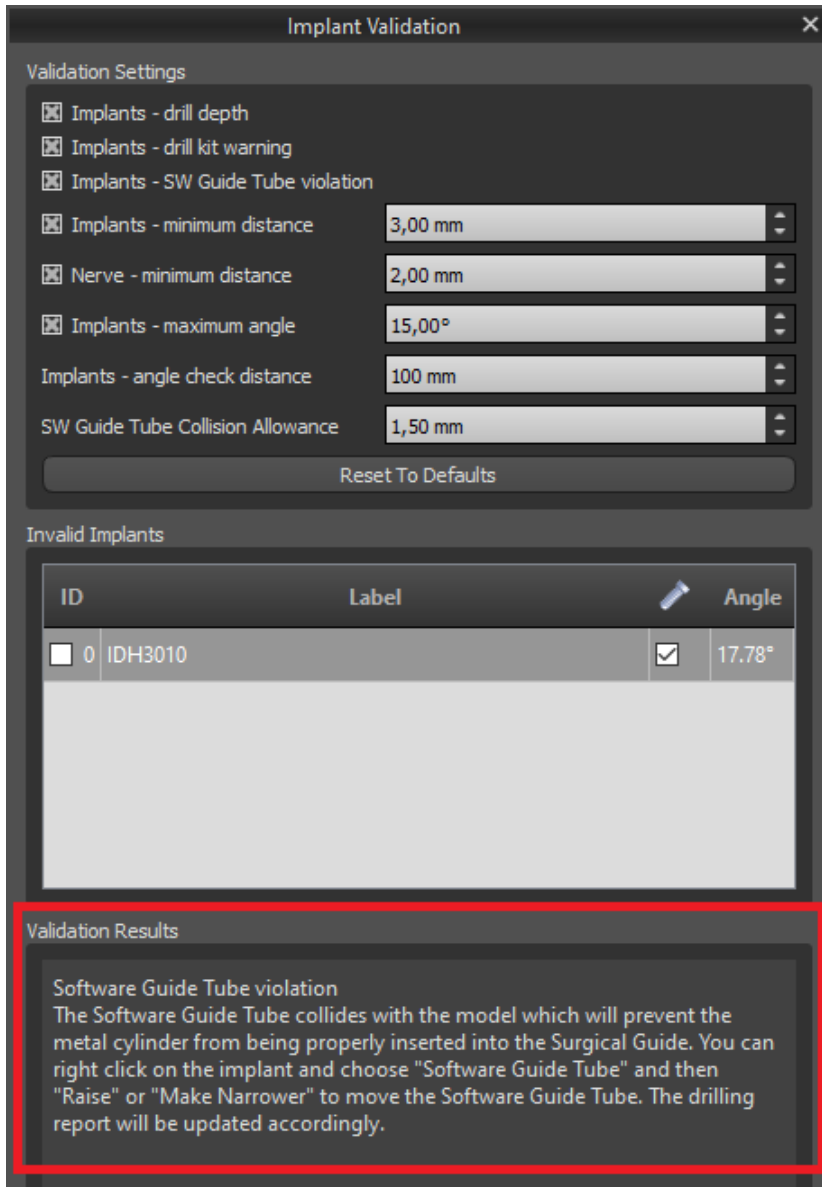 Implant Validation
Validation Settings
Implants - drill depth
Implants - drill kit warning
Implants - SW Guide Tube violation
Implants - minimum distance 3,00 mm
Nerve - minimum distance 2,00 mm
Implants - maximum angle 15,00°
Implants - angle check distance 100 mm
SW Guide Tube Collision Allowance 1,50 mm
Reset To Defaults
Invalid Implants
ID Label Angle
0 IDH3010 17.78°
Validation Results
Software Guide Tube violation
The Software Guide Tube collides with the model which will prevent the
metal cylinder from being properly inserted into the Surgical Guide. You can
right click on the implant and choose "Software Guide Tube" and then
"Raise" or "Make Narrower" to move the Software Guide Tube. The drilling
report will be updated accordingly.